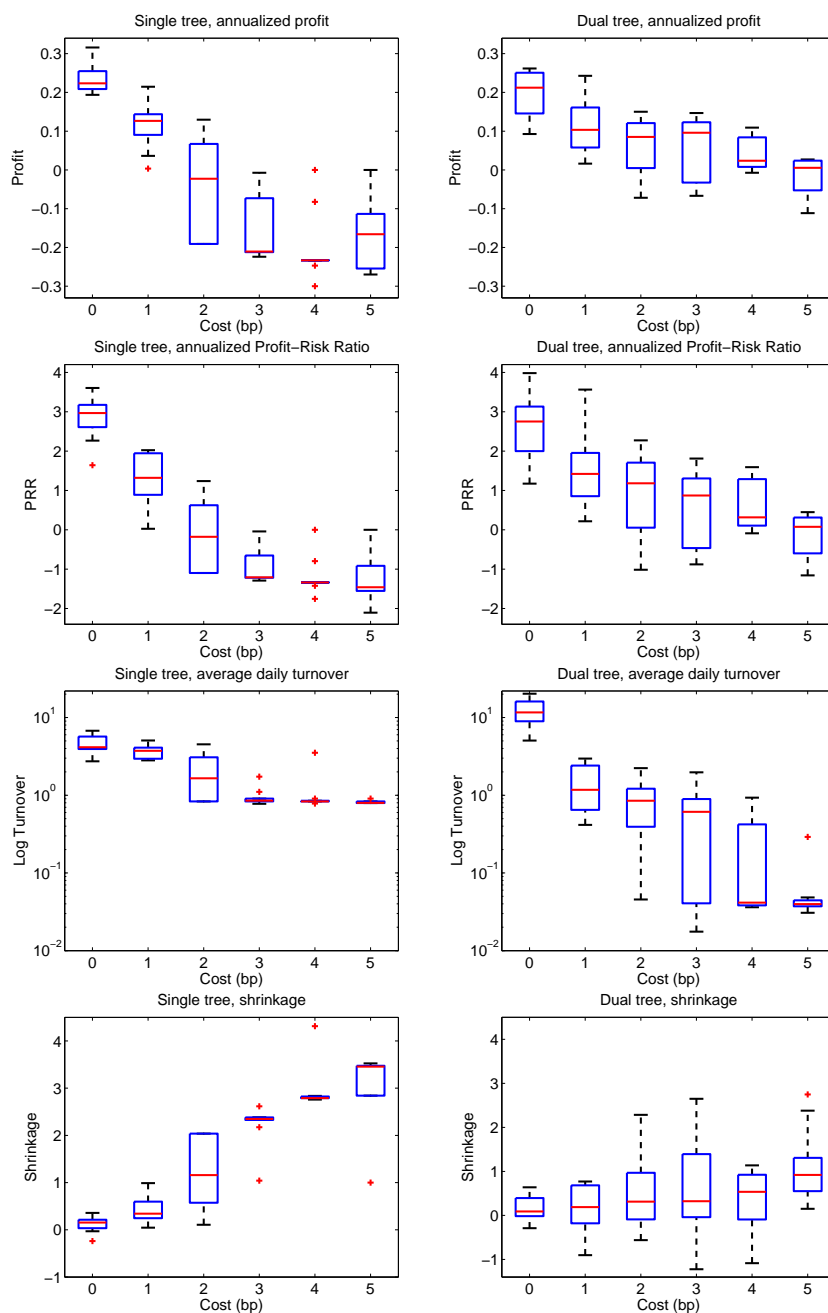 Single tree, annualized profit
0.3
0.2
0.1
0
−0.1
−0.2
−0.3
Profit
0 1 2 3 4 5
Cost (bp)
Dual tree, annualized profit
0.3
0.2
0.1
0
−0.1
−0.2
−0.3
Profit
0 1 2 3 4 5
Cost (bp)
Single tree, annualized Profit−Risk Ratio
4
3
2
1
0
−1
−2
PRR
0 1 2 3 4 5
Cost (bp)
Dual tree, annualized Profit−Risk Ratio
4
3
2
1
0
−1
−2
PRR
0 1 2 3 4 5
Cost (bp)
Single tree, average daily turnover
10^1
10^0
10^−1
10^−2
Log Turnover
0 1 2 3 4 5
Cost (bp)
Dual tree, average daily turnover
10^1
10^0
10^−1
10^−2
Log Turnover
0 1 2 3 4 5
Cost (bp)
Single tree, shrinkage
4
3
2
1
0
−1
Shrinkage
0 1 2 3 4 5
Cost (bp)
Dual tree, shrinkage
4
3
2
1
0
−1
Shrinkage
0 1 2 3 4 5
Cost (bp)